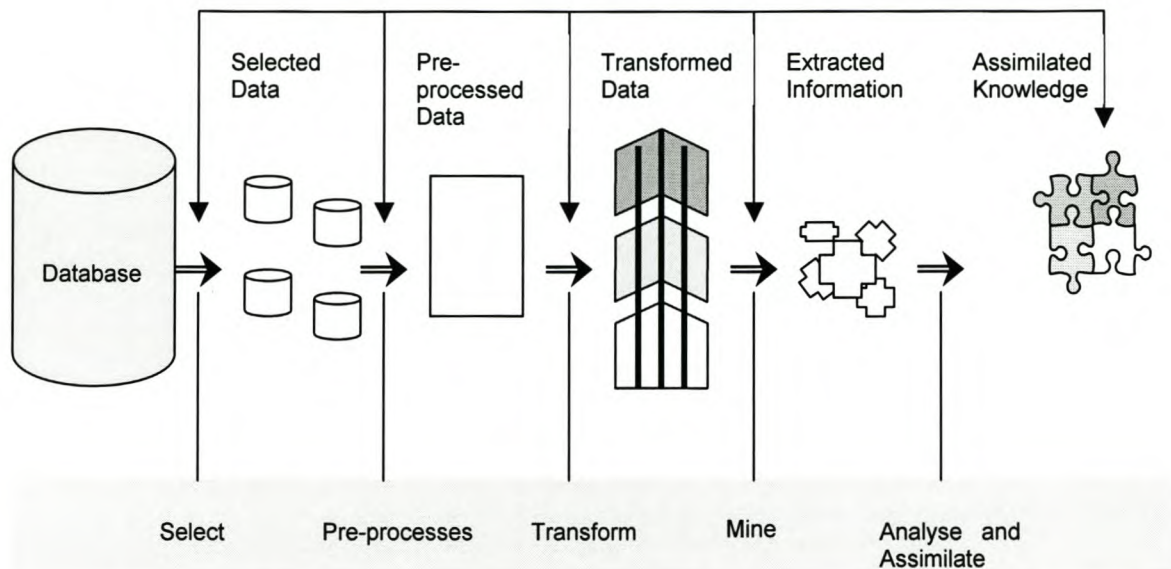 Selected
Data
Pre-
processed
Data
Transformed
Data
Extracted
Information
Assimilated
Knowledge
Database
Select
Pre-processes
Transform
Mine
Analyse and
Assimilate